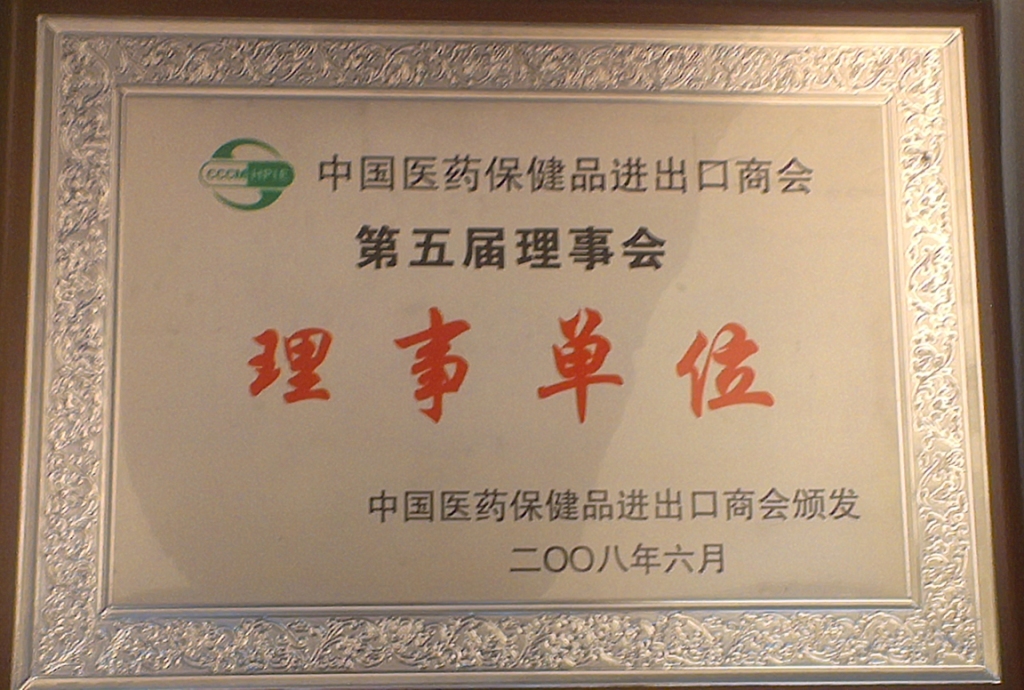 CCCMHPIE 中国医药保健品进出口商会
第五届理事会
理事单位
中国医药保健品进出口商会颁发
二〇〇八年六月